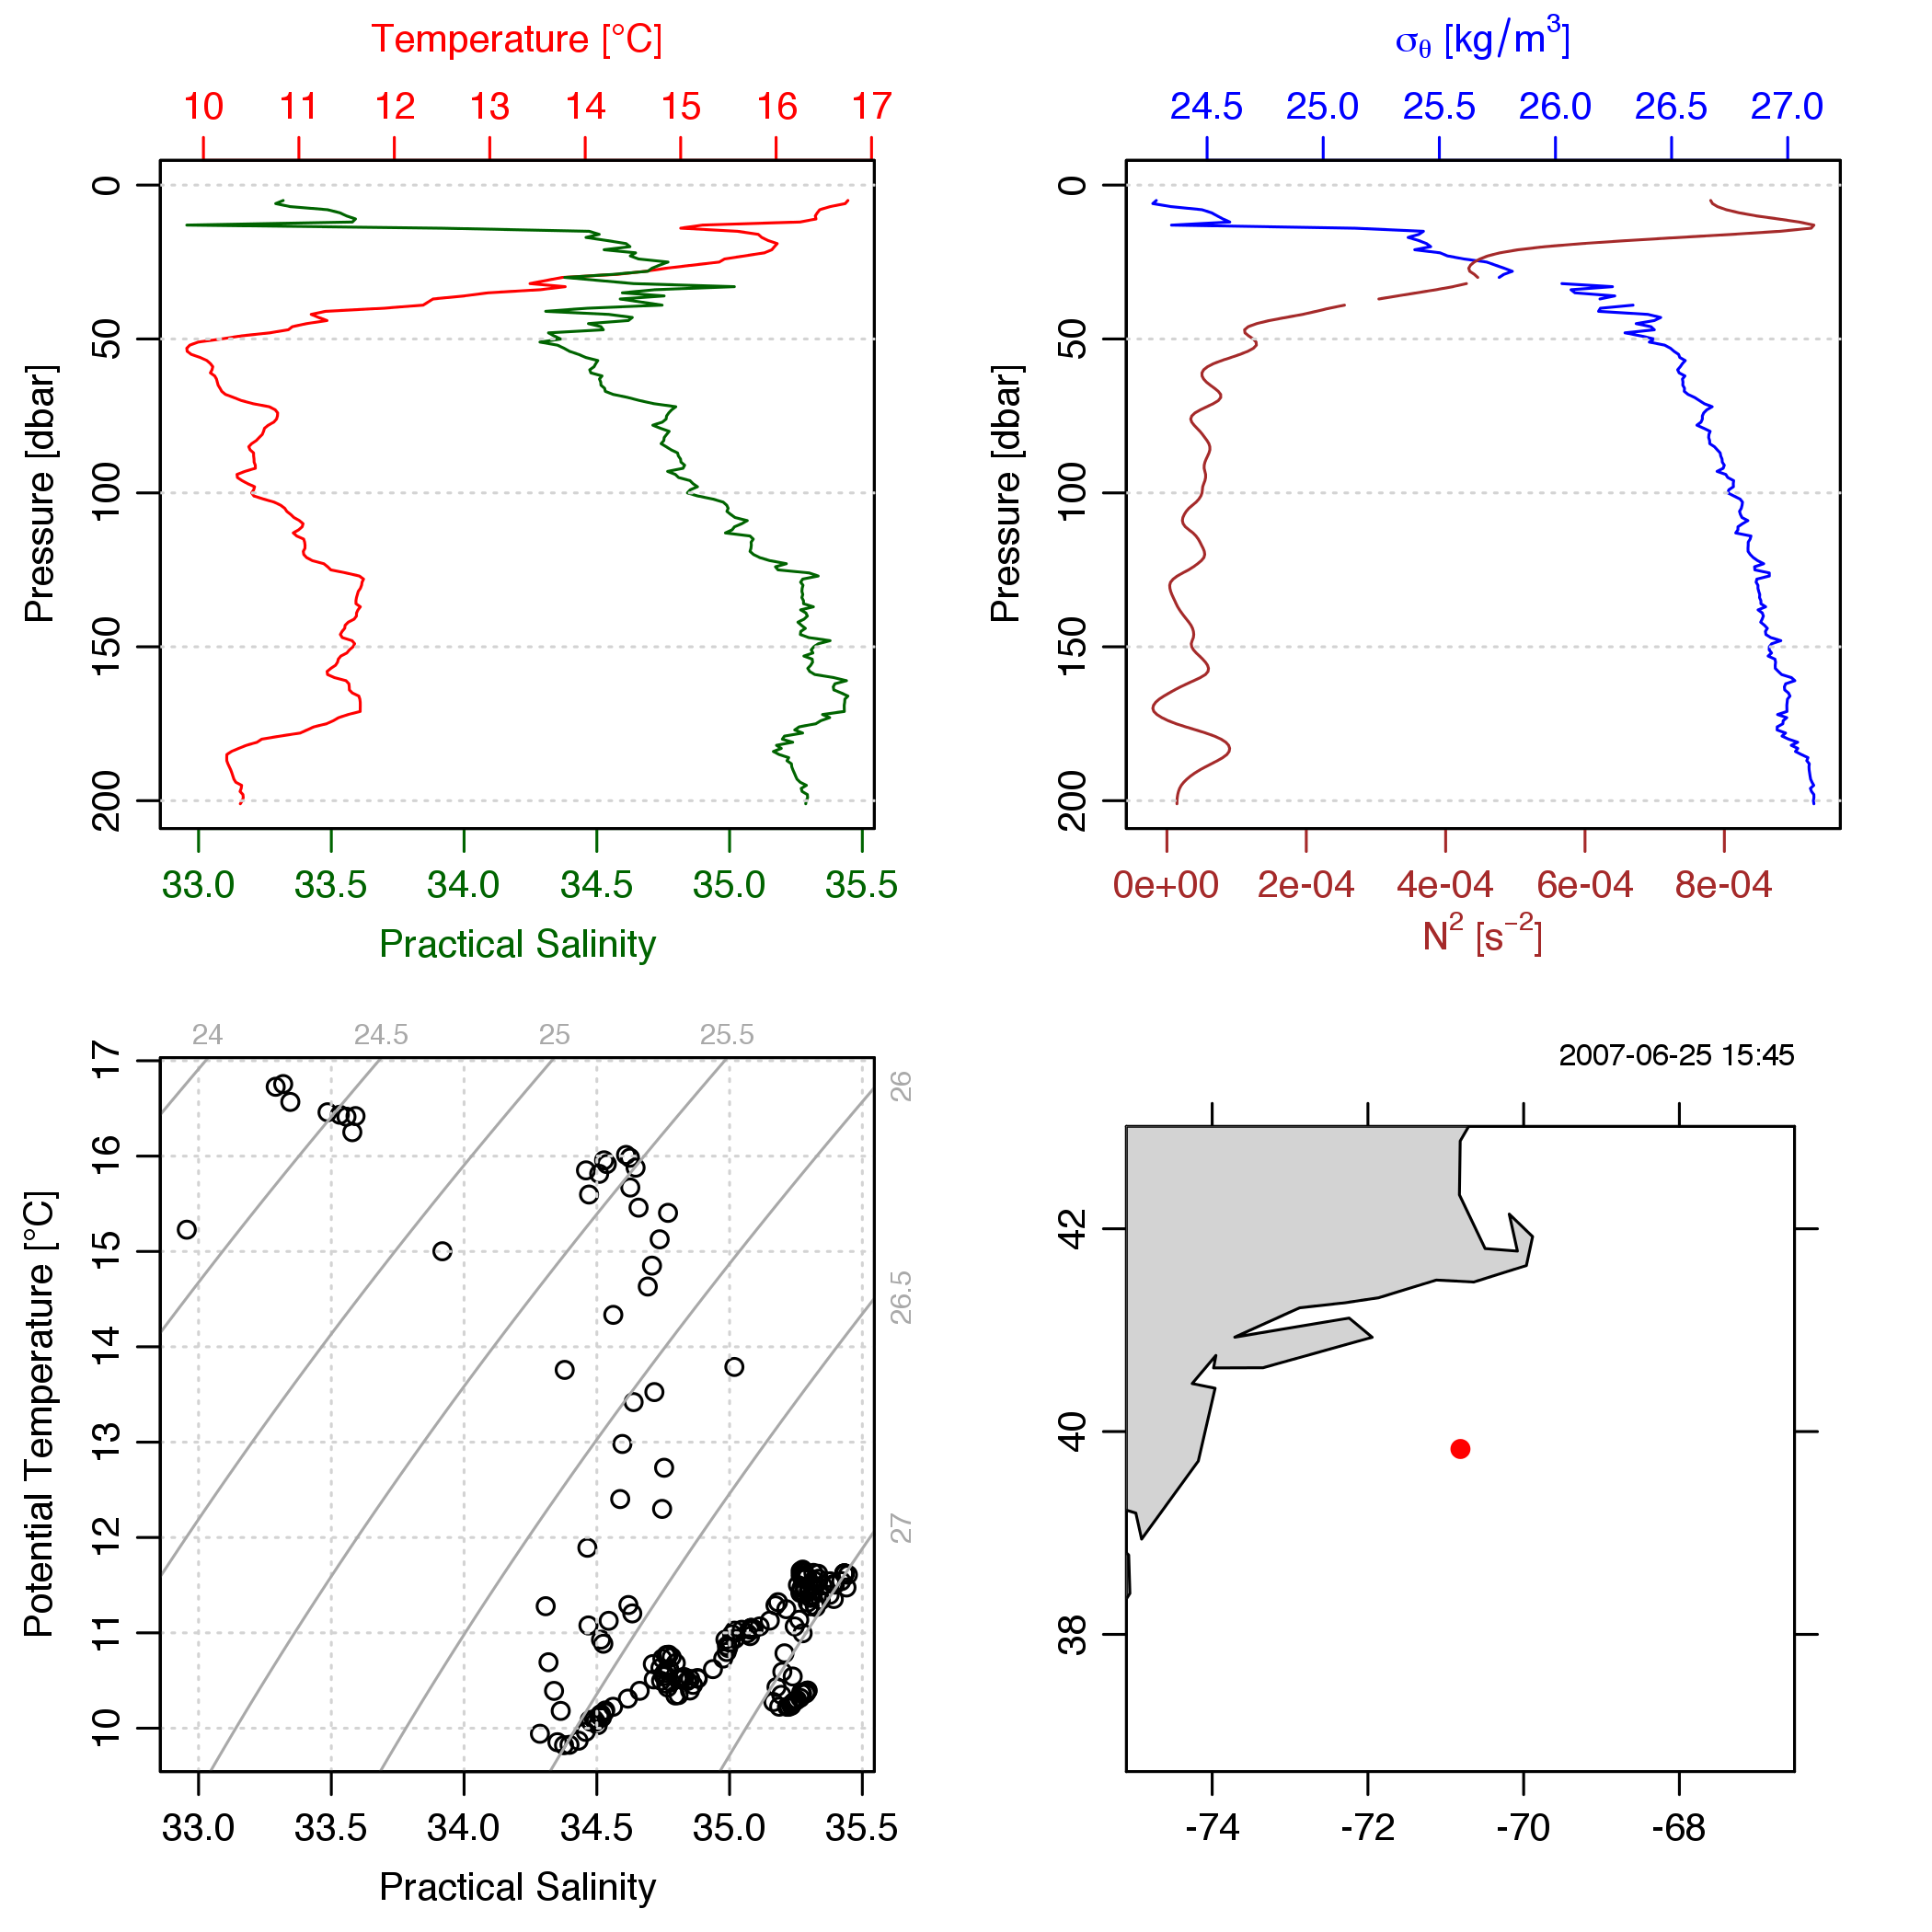 Temperature [°C]
10 11 12 13 14 15 16 17
0
50
100
150
200
Pressure [dbar]
33.0 33.5 34.0 34.5 35.0 35.5
Practical Salinity
σθ [kg/m³]
24.5 25.0 25.5 26.0 26.5 27.0
0
50
100
150
200
Pressure [dbar]
0e+00 2e-04 4e-04 6e-04 8e-04
N² [s⁻²]
24 24.5 25 25.5
26
26.5
27
17
16
15
14
13
12
11
10
Potential Temperature [°C]
33.0 33.5 34.0 34.5 35.0 35.5
Practical Salinity
2007-06-25 15:45
42
40
38
-74 -72 -70 -68